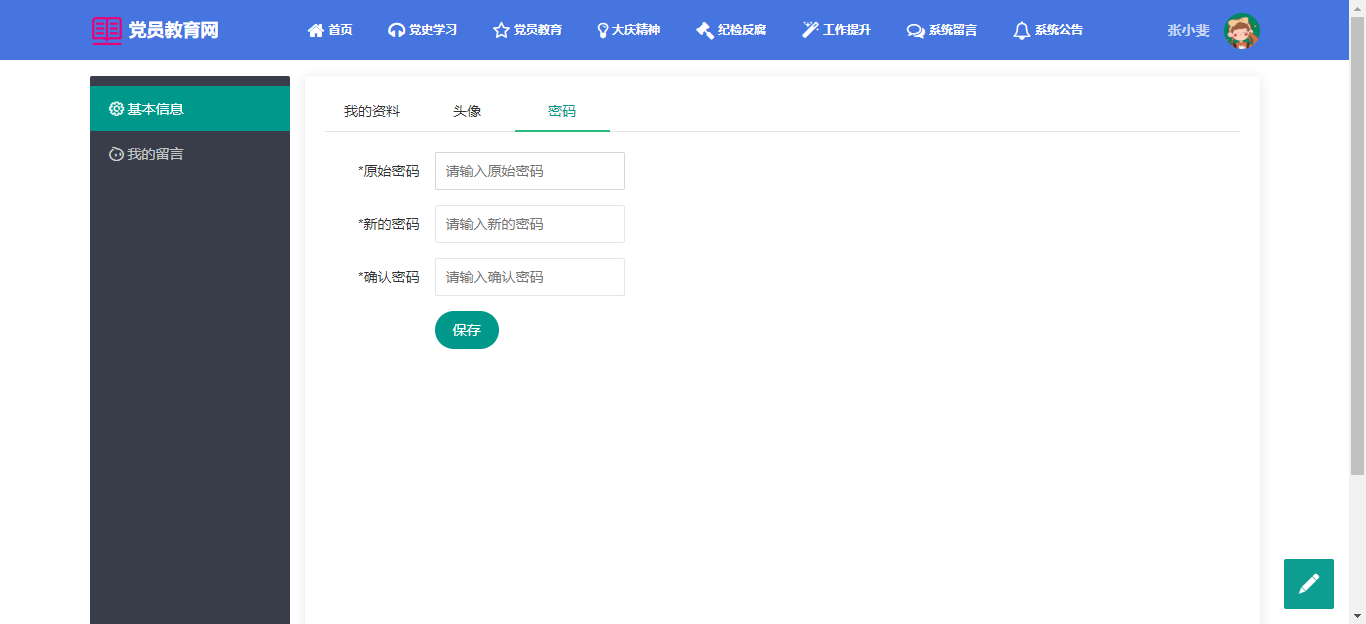 党员教育网
首页
党史学习
党员教育
大庆精神
纪检反腐
工作提升
系统留言
系统公告
张小斐
基本信息
我的留言
我的资料
头像
密码
*原始密码
请输入原始密码
*新的密码
请输入新的密码
*确认密码
请输入确认密码
保存